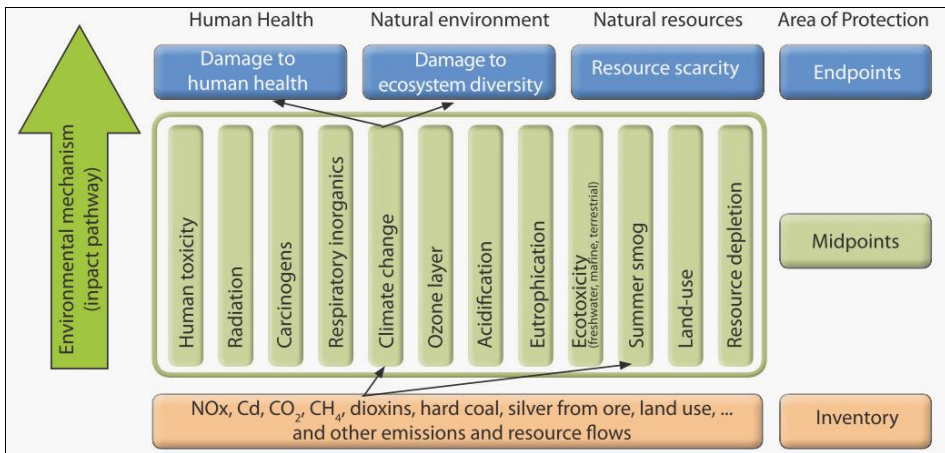 Human Health
Natural environment
Natural resources
Area of Protection
Damage to
human health
Damage to
ecosystem diversity
Resource scarcity
Endpoints
Environmental mechanism
(inpact pathway)
Human toxicity
Radiation
Carcinogens
Respiratory inorganics
Climate change
Ozone layer
Acidification
Eutrophication
Ecotoxicity
(freshwater, marine, terrestrial)
Summer smog
Land-use
Resource depletion
Midpoints
NOx, Cd, CO₂, CH₄, dioxins, hard coal, silver from ore, land use, ...
and other emissions and resource flows
Inventory